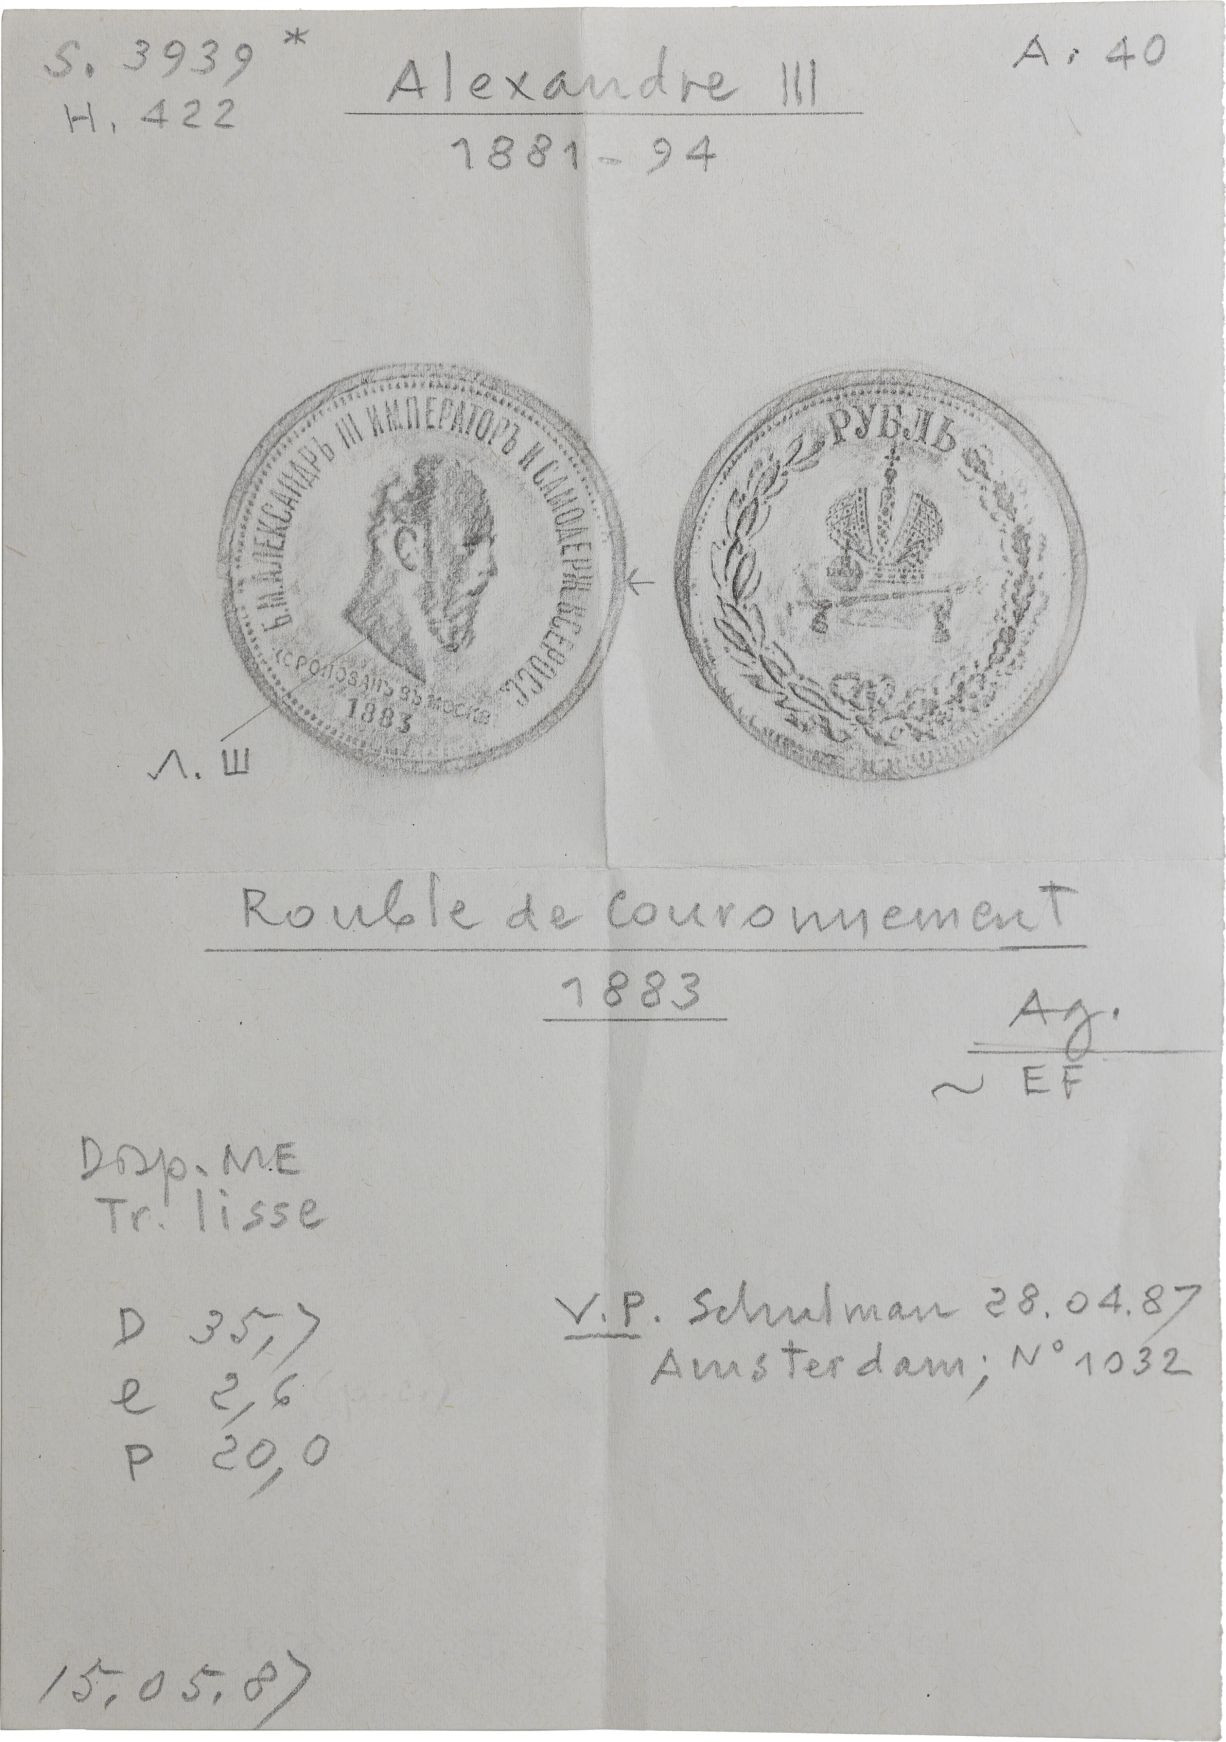 S. 3939 *
H. 422
A. 40
Alexandre III
1881 - 94
Б.М.АЛЕКСАНДРЪ III ИМПЕРАТОРЪ И САМОДЕРЖ. ВСЕРОСС.
КОРОНОВАНЪ ВЪ МОСКВѢ
1883
РУБЛЬ
Л. Ш
Rouble de Couronnement
1883
Ag.
~ EF
Disp. ME
Tr. lisse
D 35,7
e 2,6
P 20,0
V.P. Schulman 28.04.87
Amsterdam; N° 1032
15.05.87